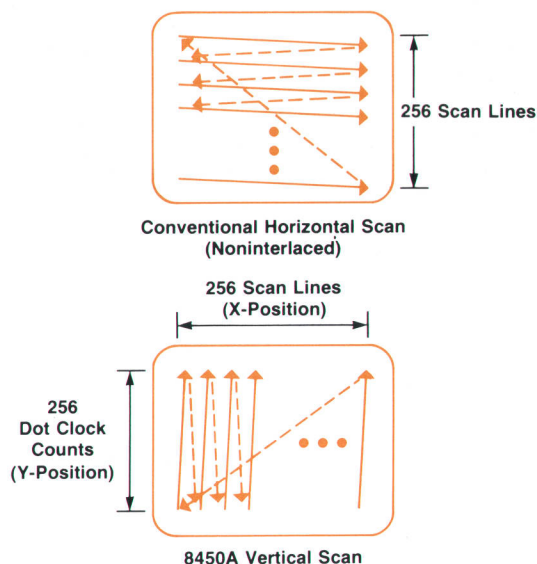 256 Scan Lines
Conventional Horizontal Scan
(Noninterlaced)
256 Scan Lines
(X-Position)
256
Dot Clock
Counts
(Y-Position)
8450A Vertical Scan